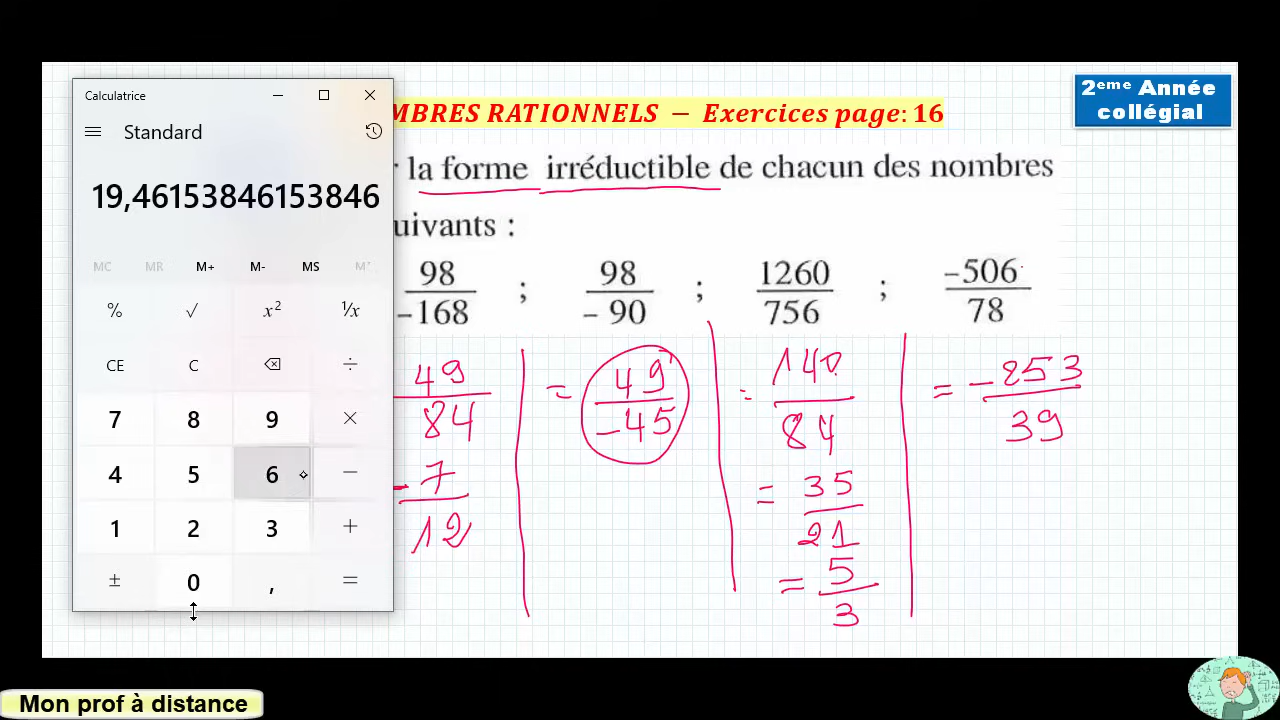 2eme Année
collégial
MBRES RATIONNELS − Exercices page: 16
la forme irréductible de chacun des nombres
uivants :
98/−168 ; 98/− 90 ; 1260/756 ; −506/78
49/84
= 49/−45
= 140/84
= −253/39
- 7/12
= 35/21
= 5/3
Calculatrice
Standard
19,46153846153846
MC MR M+ M- MS
% √ x² ¹/x
CE C ÷
7 8 9 ×
4 5 6 −
1 2 3 +
± 0 , =
Mon prof à distance